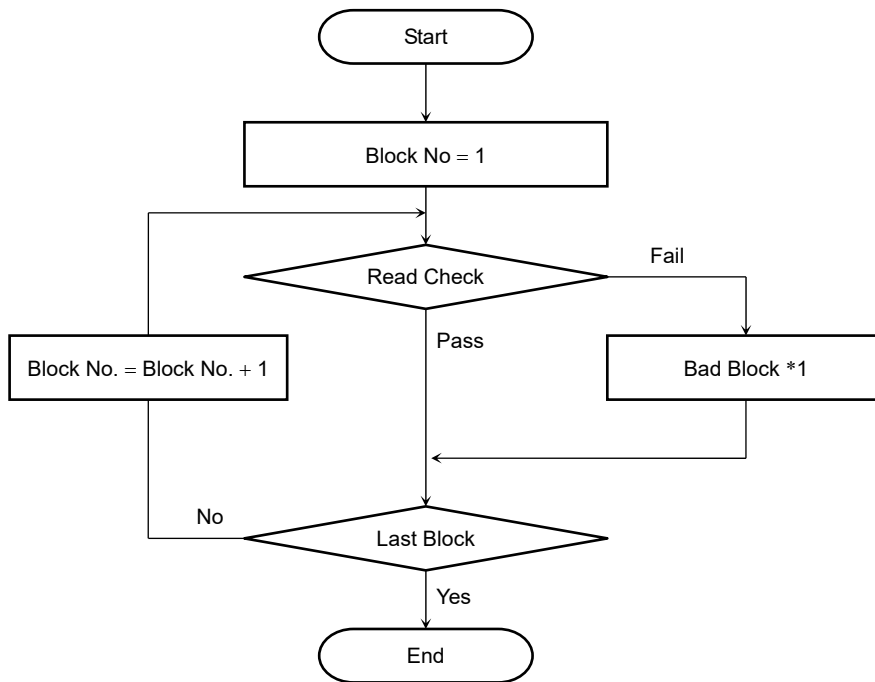 Start
Block No = 1
Read Check
Fail
Pass
Block No. = Block No. + 1
Bad Block *1
No
Last Block
Yes
End